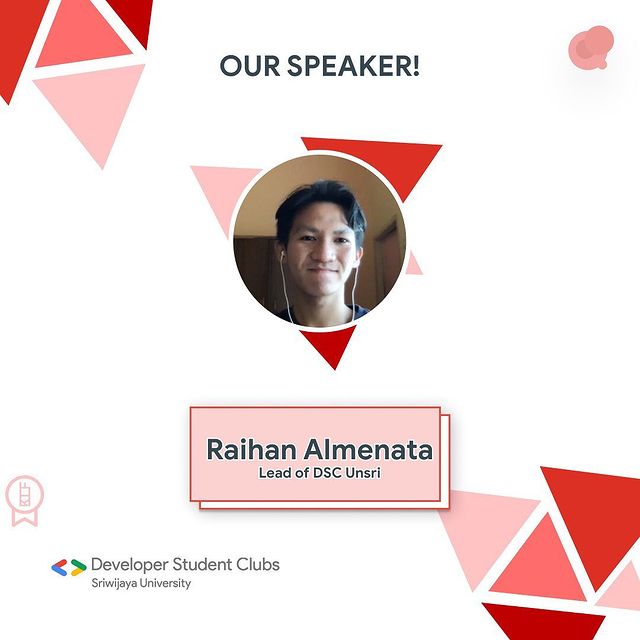 OUR SPEAKER!
Raihan Almenata
Lead of DSC Unsri
Developer Student Clubs
Sriwijaya University